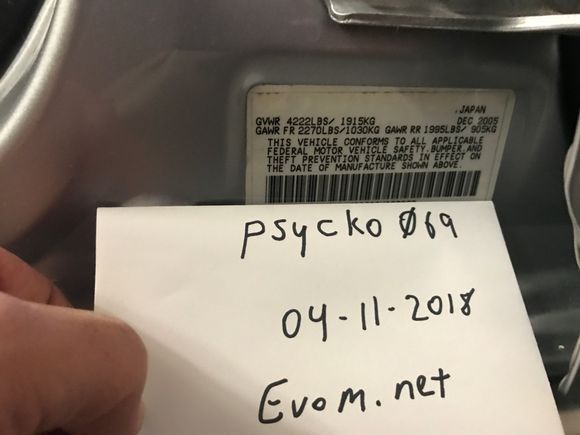 .JAPAN
GVWR 4222LBS/ 1915KG DEC 2005
GAWR FR 2270LBS/1030KG GAWR RR 1995LBS/ 905KG
THIS VEHICLE CONFORMS TO ALL APPLICABLE
FEDERAL MOTOR VEHICLE SAFETY, BUMPER, AND
THEFT PREVENTION STANDARDS IN EFFECT ON
THE DATE OF MANUFACTURE SHOWN ABOVE.
psycko Ø69
04-11-2018
Evom.net